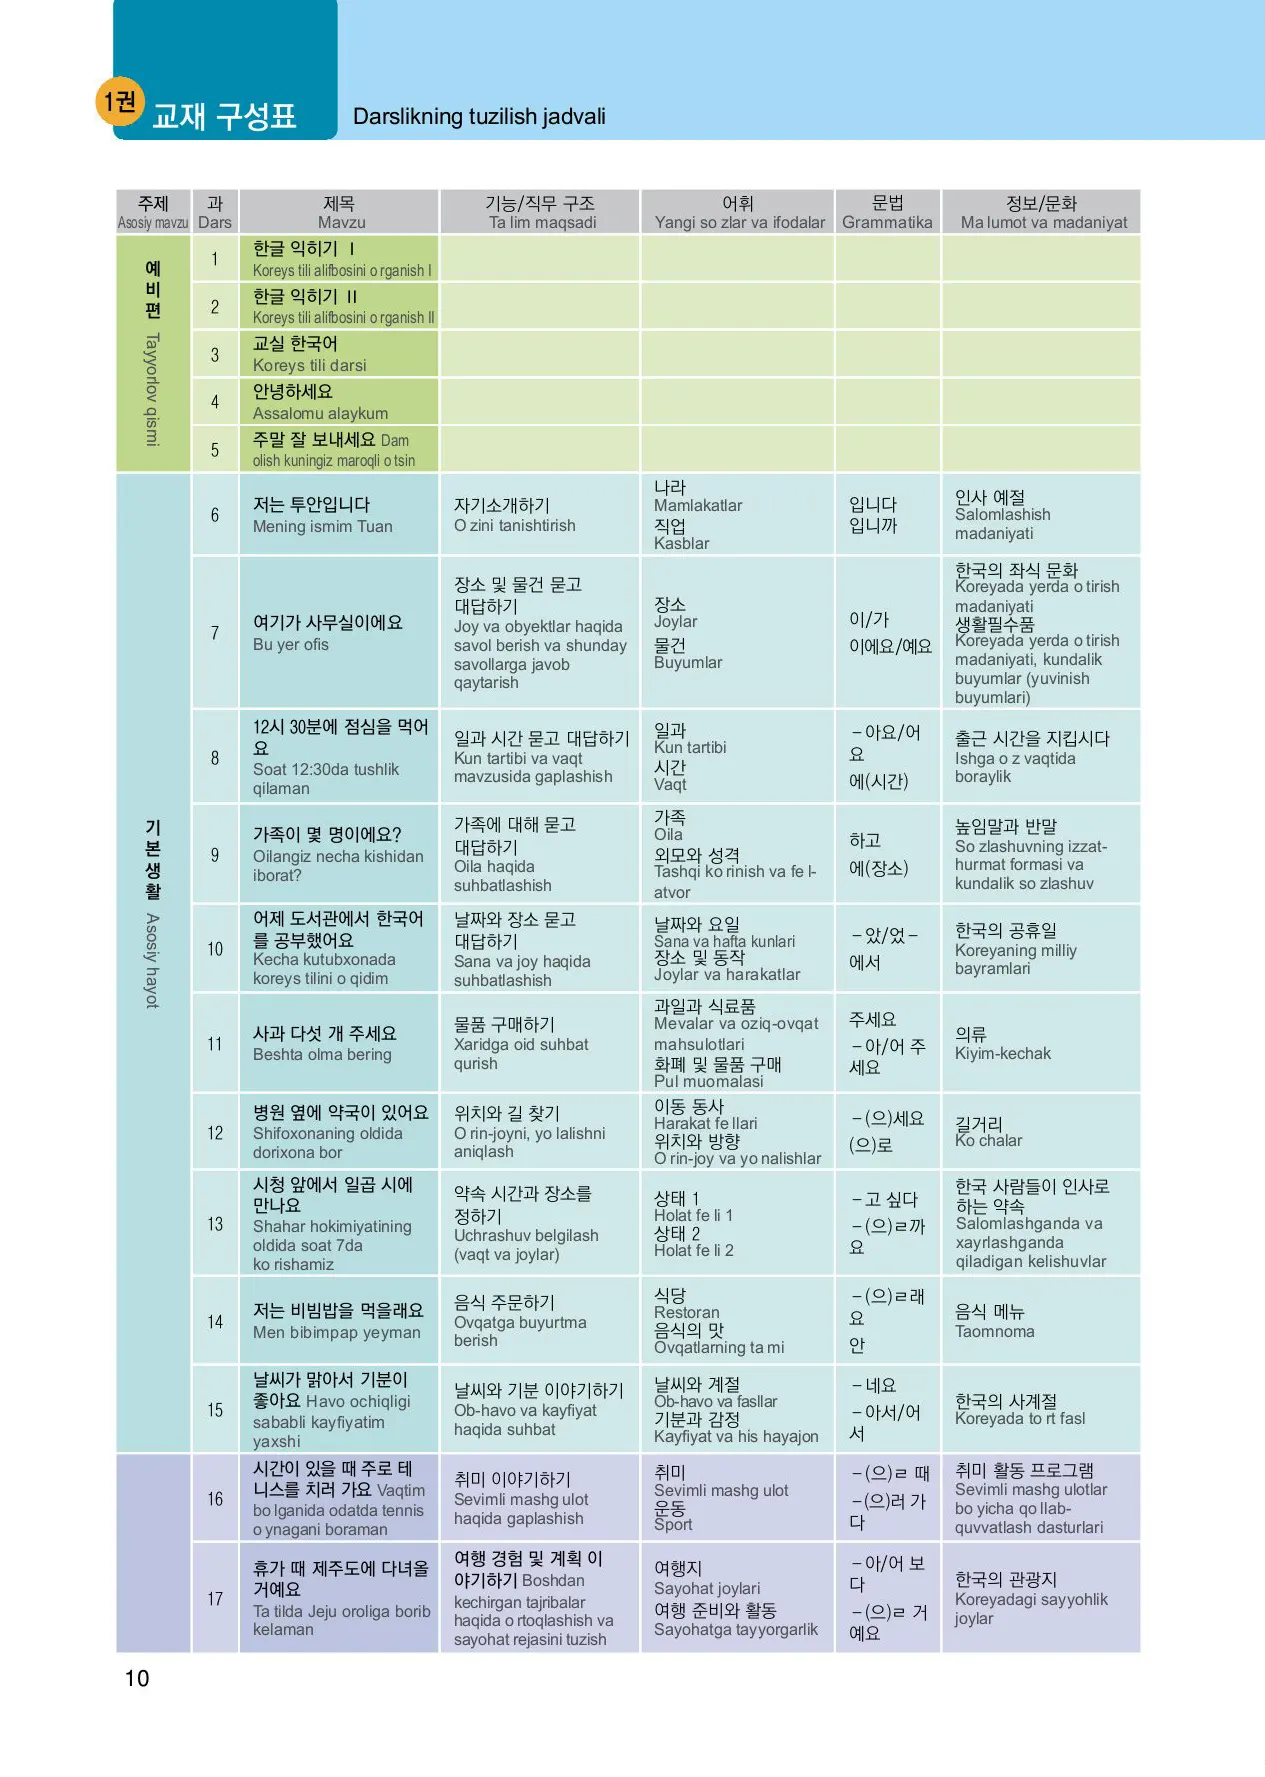 1권
교재 구성표
Darslikning tuzilish jadvali
주제
Asosiy mavzu
과
Dars
제목
Mavzu
기능/직무 구조
Ta lim maqsadi
어휘
Yangi so zlar va ifodalar
문법
Grammatika
정보/문화
Ma lumot va madaniyat
예비편 Tayyorlov qismi
1
한글 익히기 Ⅰ
Koreys tili alifbosini o rganish I
2
한글 익히기 Ⅱ
Koreys tili alifbosini o rganish II
3
교실 한국어
Koreys tili darsi
4
안녕하세요
Assalomu alaykum
5
주말 잘 보내세요 Dam
olish kuningiz maroqli o tsin
기본생활 Asosiy hayot
6
저는 투안입니다
Mening ismim Tuan
자기소개하기
O zini tanishtirish
나라
Mamlakatlar
직업
Kasblar
입니다
입니까
인사 예절
Salomlashish
madaniyati
7
여기가 사무실이에요
Bu yer ofis
장소 및 물건 묻고
대답하기
Joy va obyektlar haqida
savol berish va shunday
savollarga javob
qaytarish
장소
Joylar
물건
Buyumlar
이/가
이에요/예요
한국의 좌식 문화
Koreyada yerda o tirish
madaniyati
생활필수품
Koreyada yerda o tirish
madaniyati, kundalik
buyumlar (yuvinish
buyumlari)
8
12시 30분에 점심을 먹어
요
Soat 12:30da tushlik
qilaman
일과 시간 묻고 대답하기
Kun tartibi va vaqt
mavzusida gaplashish
일과
Kun tartibi
시간
Vaqt
–아요/어
요
에(시간)
출근 시간을 지킵시다
Ishga o z vaqtida
boraylik
9
가족이 몇 명이에요?
Oilangiz necha kishidan
iborat?
가족에 대해 묻고
대답하기
Oila haqida
suhbatlashish
가족
Oila
외모와 성격
Tashqi ko rinish va fe l-
atvor
하고
에(장소)
높임말과 반말
So zlashuvning izzat-
hurmat formasi va
kundalik so zlashuv
10
어제 도서관에서 한국어
를 공부했어요
Kecha kutubxonada
koreys tilini o qidim
날짜와 장소 묻고
대답하기
Sana va joy haqida
suhbatlashish
날짜와 요일
Sana va hafta kunlari
장소 및 동작
Joylar va harakatlar
–았/었–
에서
한국의 공휴일
Koreyaning milliy
bayramlari
11
사과 다섯 개 주세요
Beshta olma bering
물품 구매하기
Xaridga oid suhbat
qurish
과일과 식료품
Mevalar va oziq-ovqat
mahsulotlari
화폐 및 물품 구매
Pul muomalasi
주세요
–아/어 주
세요
의류
Kiyim-kechak
12
병원 옆에 약국이 있어요
Shifoxonaning oldida
dorixona bor
위치와 길 찾기
O rin-joyni, yo lalishni
aniqlash
이동 동사
Harakat fe llari
위치와 방향
O rin-joy va yo nalishlar
–(으)세요
(으)로
길거리
Ko chalar
13
시청 앞에서 일곱 시에
만나요
Shahar hokimiyatining
oldida soat 7da
ko rishamiz
약속 시간과 장소를
정하기
Uchrashuv belgilash
(vaqt va joylar)
상태 1
Holat fe li 1
상태 2
Holat fe li 2
–고 싶다
–(으)ㄹ까
요
한국 사람들이 인사로
하는 약속
Salomlashganda va
xayrlashganda
qiladigan kelishuvlar
14
저는 비빔밥을 먹을래요
Men bibimpap yeyman
음식 주문하기
Ovqatga buyurtma
berish
식당
Restoran
음식의 맛
Ovqatlarning ta mi
–(으)ㄹ래
요
안
음식 메뉴
Taomnoma
15
날씨가 맑아서 기분이
좋아요 Havo ochiqligi
sababli kayfiyatim
yaxshi
날씨와 기분 이야기하기
Ob-havo va kayfiyat
haqida suhbat
날씨와 계절
Ob-havo va fasllar
기분과 감정
Kayfiyat va his hayajon
–네요
–아서/어
서
한국의 사계절
Koreyada to rt fasl
16
시간이 있을 때 주로 테
니스를 치러 가요 Vaqtim
bo lganida odatda tennis
o ynagani boraman
취미 이야기하기
Sevimli mashg ulot
haqida gaplashish
취미
Sevimli mashg ulot
운동
Sport
–(으)ㄹ 때
–(으)러 가
다
취미 활동 프로그램
Sevimli mashg ulotlar
bo yicha qo llab-
quvvatlash dasturlari
17
휴가 때 제주도에 다녀올
거예요
Ta tilda Jeju oroliga borib
kelaman
여행 경험 및 계획 이
야기하기 Boshdan
kechirgan tajribalar
haqida o rtoqlashish va
sayohat rejasini tuzish
여행지
Sayohat joylari
여행 준비와 활동
Sayohatga tayyorgarlik
–아/어 보
다
–(으)ㄹ 거
예요
한국의 관광지
Koreyadagi sayyohlik
joylar
10